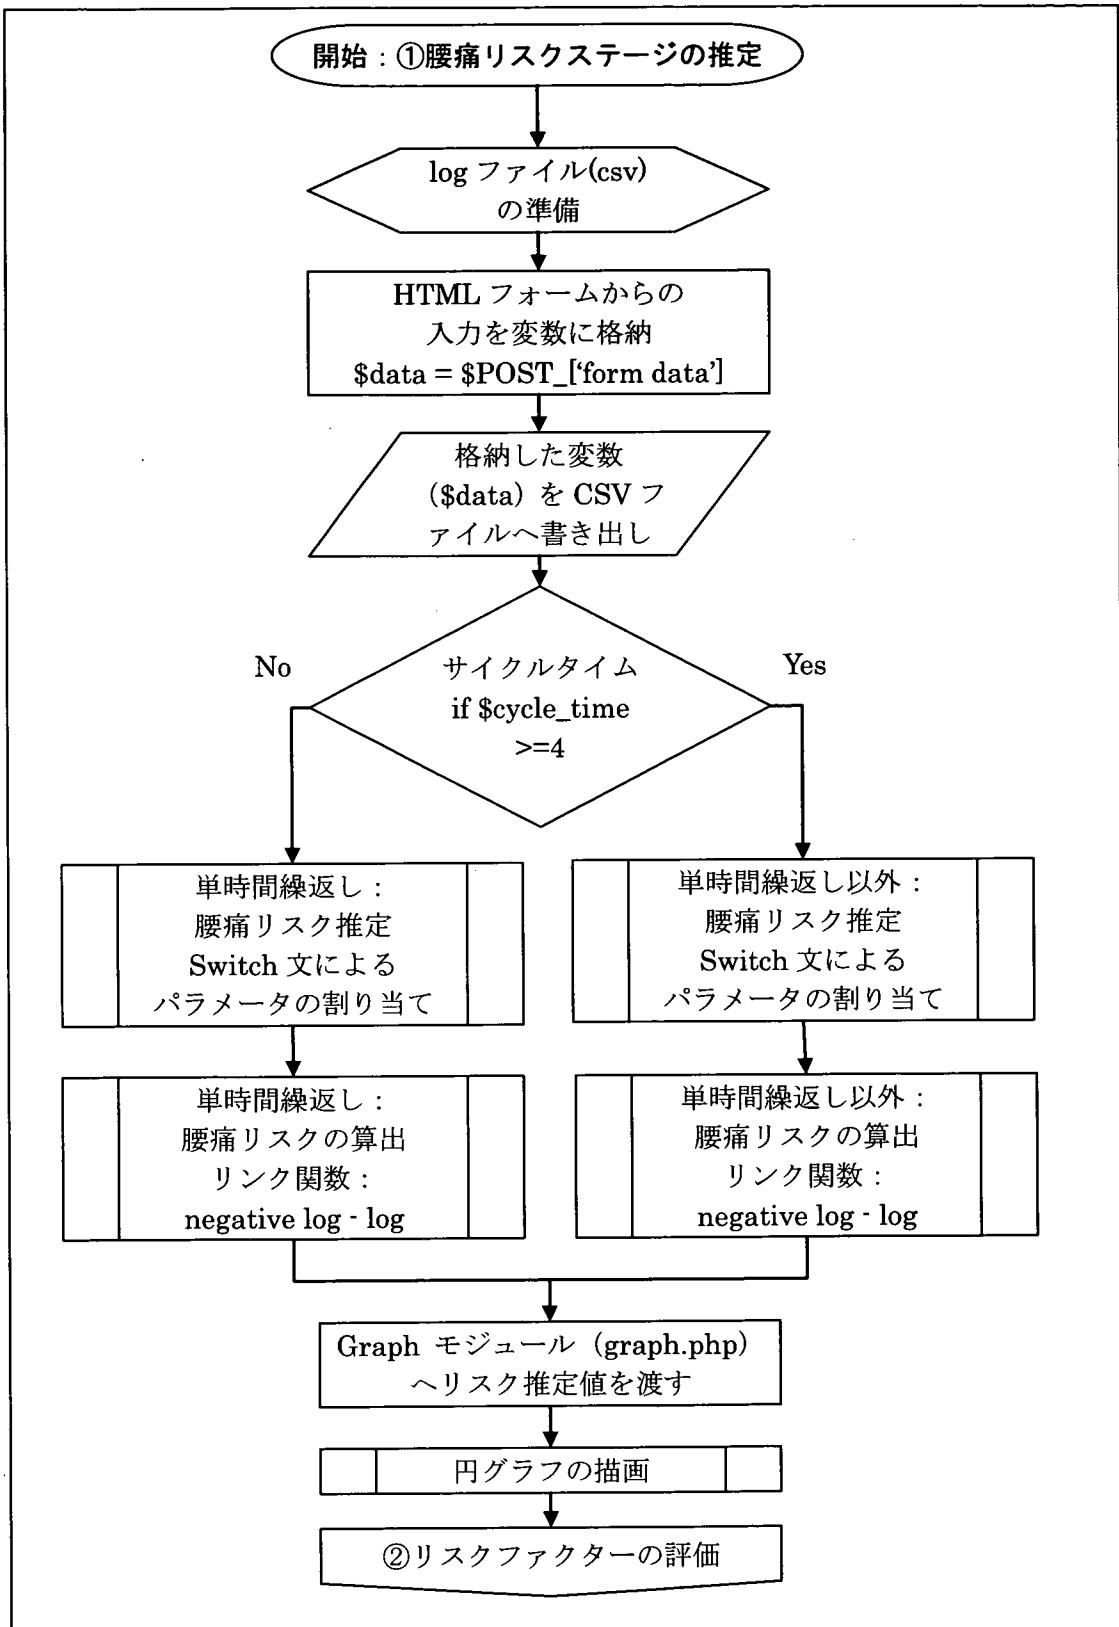 開始：①腰痛リスクステージの推定
log ファイル(csv)
の準備
HTML フォームからの
入力を変数に格納
$data = $POST_[‘form data’]
格納した変数
（$data）を CSV フ
ァイルへ書き出し
No
サイクルタイム
if $cycle_time
>=4
Yes
単時間繰返し：
腰痛リスク推定
Switch 文による
パラメータの割り当て
単時間繰返し以外：
腰痛リスク推定
Switch 文による
パラメータの割り当て
単時間繰返し：
腰痛リスクの算出
リンク関数：
negative log - log
単時間繰返し以外：
腰痛リスクの算出
リンク関数：
negative log - log
Graph モジュール（graph.php）
へリスク推定値を渡す
円グラフの描画
②リスクファクターの評価